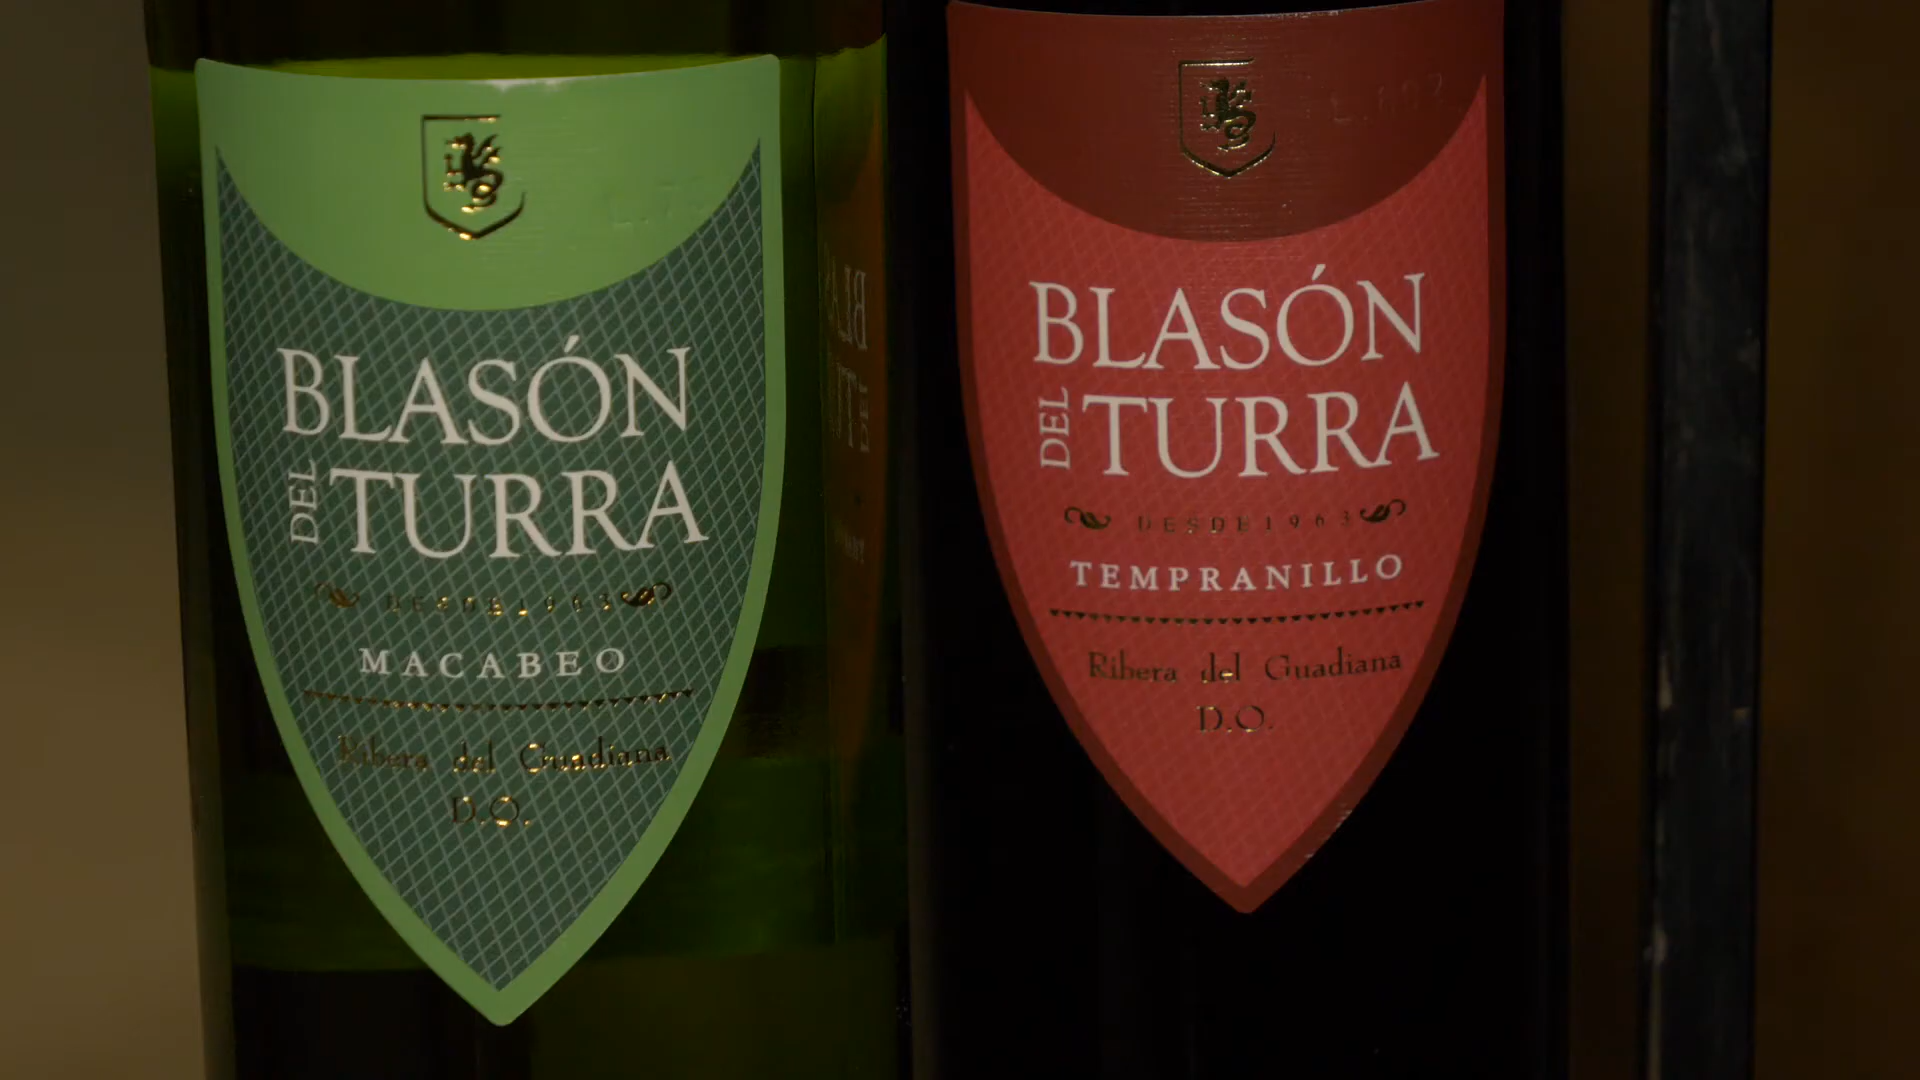 BLASÓN
DEL TURRA
DESDE 1963
MACABEO
Ribera del Guadiana
D.O.
BLASÓN
DEL TURRA
DESDE 1963
TEMPRANILLO
Ribera del Guadiana
D.O.